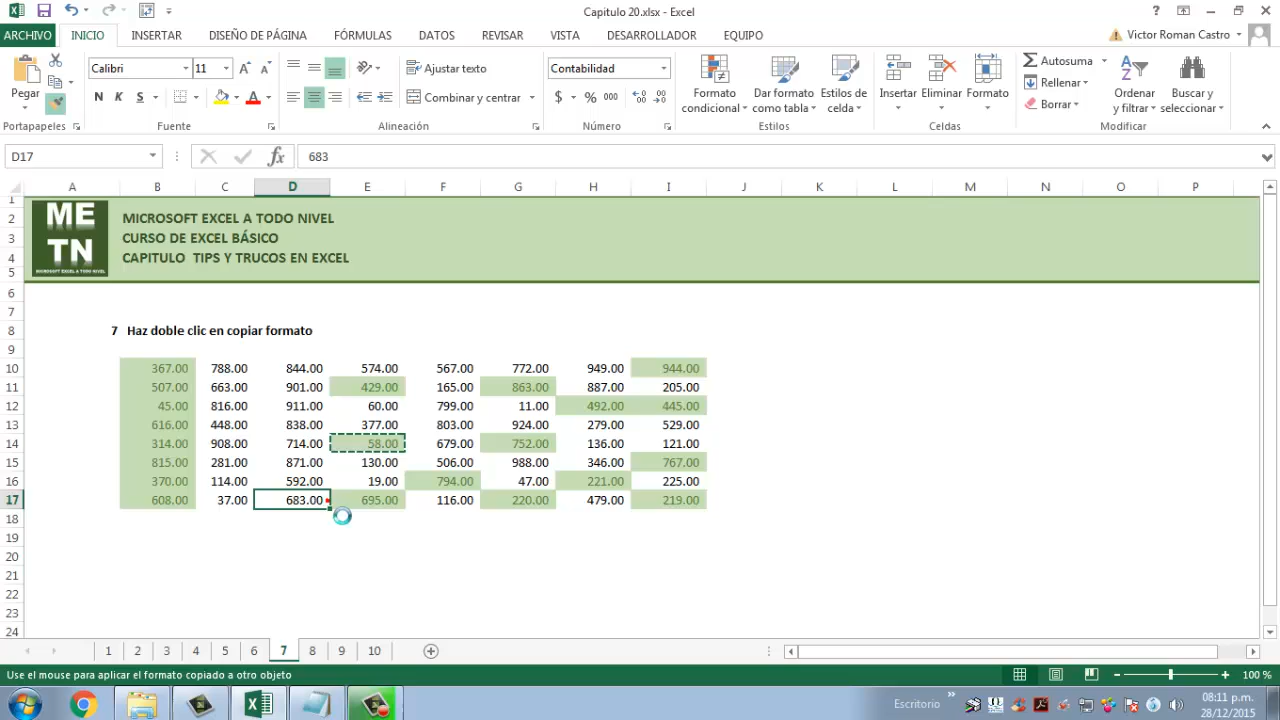 Capitulo 20.xlsx - Excel
ARCHIVO INICIO INSERTAR DISEÑO DE PÁGINA FÓRMULAS DATOS REVISAR VISTA DESARROLLADOR EQUIPO Victor Roman Castro
Pegar Calibri 11 Ajustar texto Contabilidad Formato condicional Dar formato como tabla Estilos de celda Insertar Eliminar Formato Autosuma Ordenar y filtrar Buscar y seleccionar
Rellenar
N K S Combinar y centrar $ % 000 Borrar
Portapapeles Fuente Alineación Número Estilos Celdas Modificar
D17 fx 683
A B C D E F G H I J K L M N O P
1
2 MICROSOFT EXCEL A TODO NIVEL
3 CURSO DE EXCEL BÁSICO
4 CAPITULO TIPS Y TRUCOS EN EXCEL
5
ME
TN
MICROSOFT EXCEL A TODO NIVEL
6
7
8 7 Haz doble clic en copiar formato
9
10 367.00 788.00 844.00 574.00 567.00 772.00 949.00 944.00
11 507.00 663.00 901.00 429.00 165.00 863.00 887.00 205.00
12 45.00 816.00 911.00 60.00 799.00 11.00 492.00 445.00
13 616.00 448.00 838.00 377.00 803.00 924.00 279.00 529.00
14 314.00 908.00 714.00 58.00 679.00 752.00 136.00 121.00
15 815.00 281.00 871.00 130.00 506.00 988.00 346.00 767.00
16 370.00 114.00 592.00 19.00 794.00 47.00 221.00 225.00
17 608.00 37.00 683.00 695.00 116.00 220.00 479.00 219.00
18
19
20
21
22
23
24
1 2 3 4 5 6 7 8 9 10
Use el mouse para aplicar el formato copiado a otro objeto 100 %
Escritorio 08:11 p.m.
28/12/2015